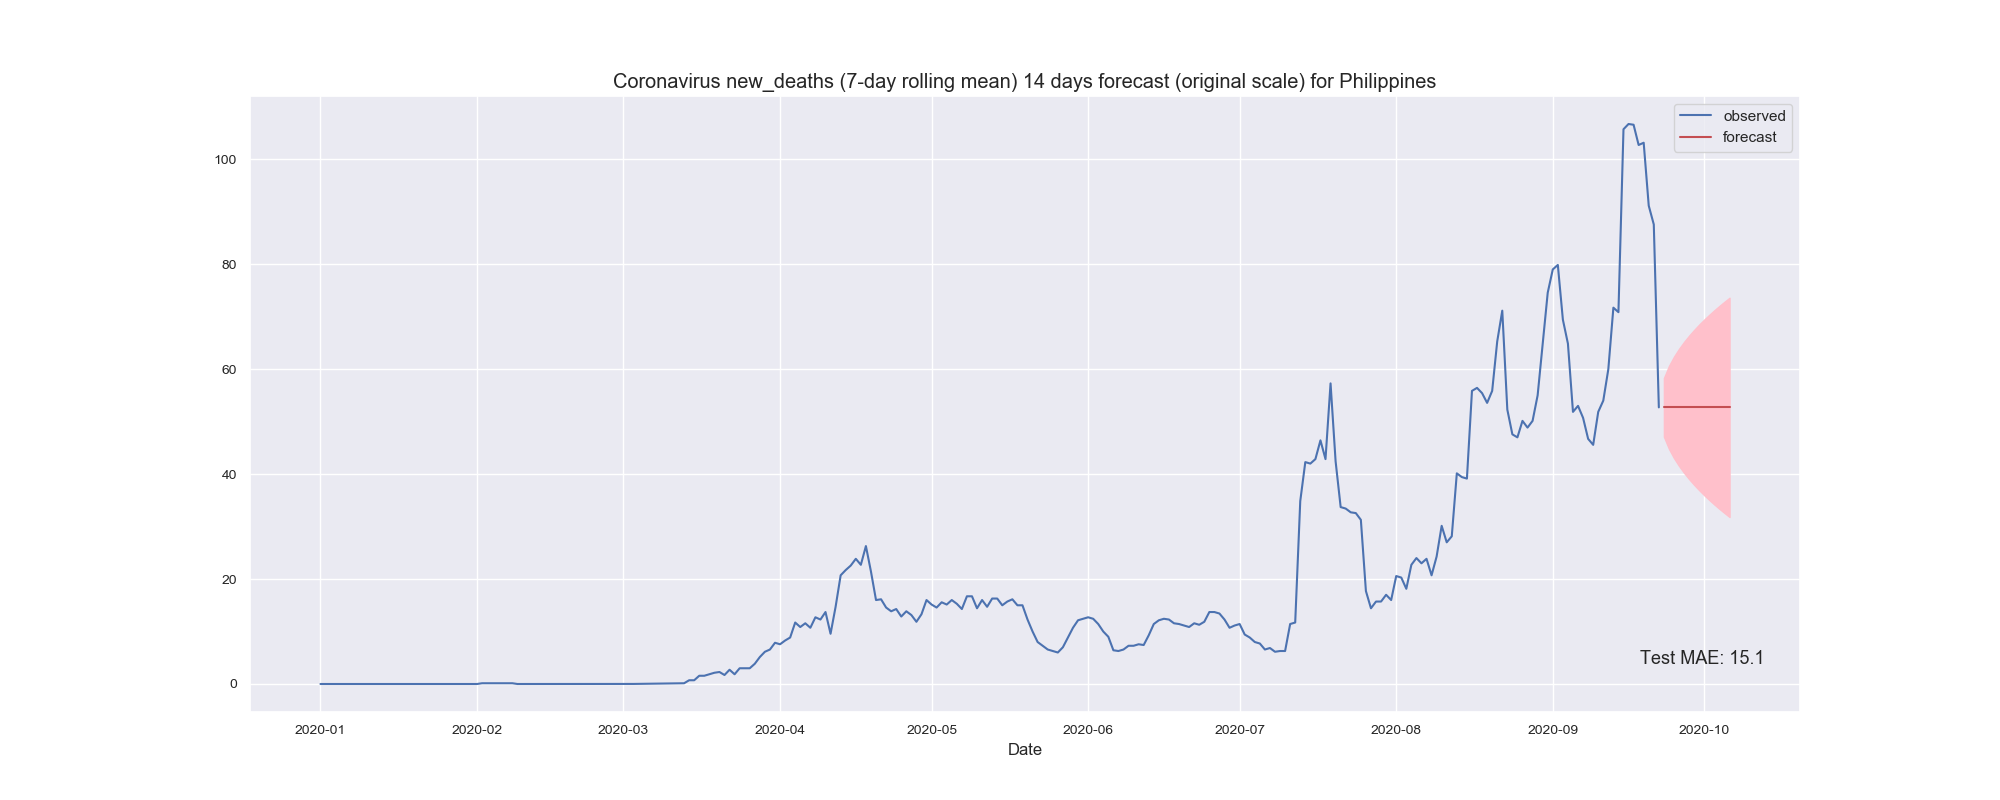 Coronavirus new_deaths (7-day rolling mean) 14 days forecast (original scale) for Philippines
observed
forecast
100
80
60
40
20
0
Test MAE: 15.1
2020-01 2020-02 2020-03 2020-04 2020-05 2020-06 2020-07 2020-08 2020-09 2020-10
Date